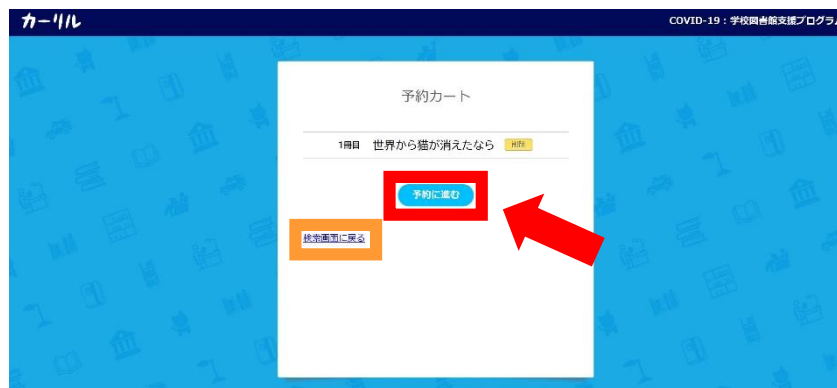 カーリル
COVID-19：学校図書館支援プログラム
予約カート
1冊目 世界から猫が消えたなら 削除
予約に進む
検索画面に戻る